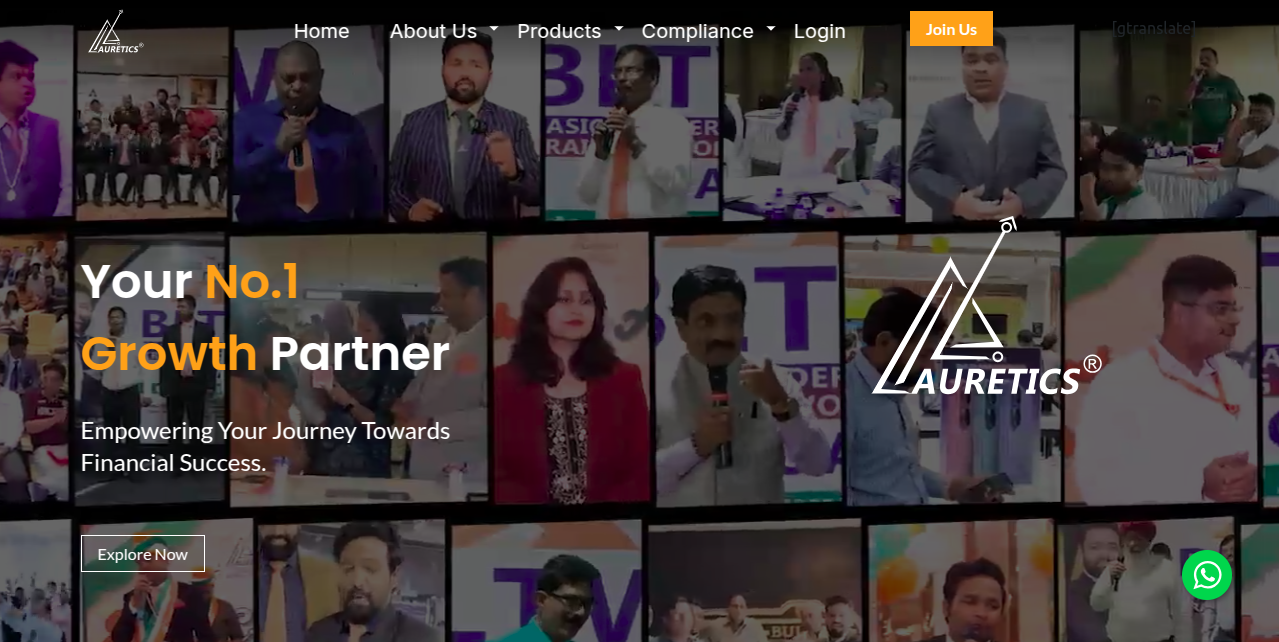 AURETICS®
Home
About Us
Products
Compliance
Login
Join Us
[gtranslate]
BLT
Your No.1
Growth Partner
Empowering Your Journey Towards
Financial Success.
AURETICS®
Explore Now